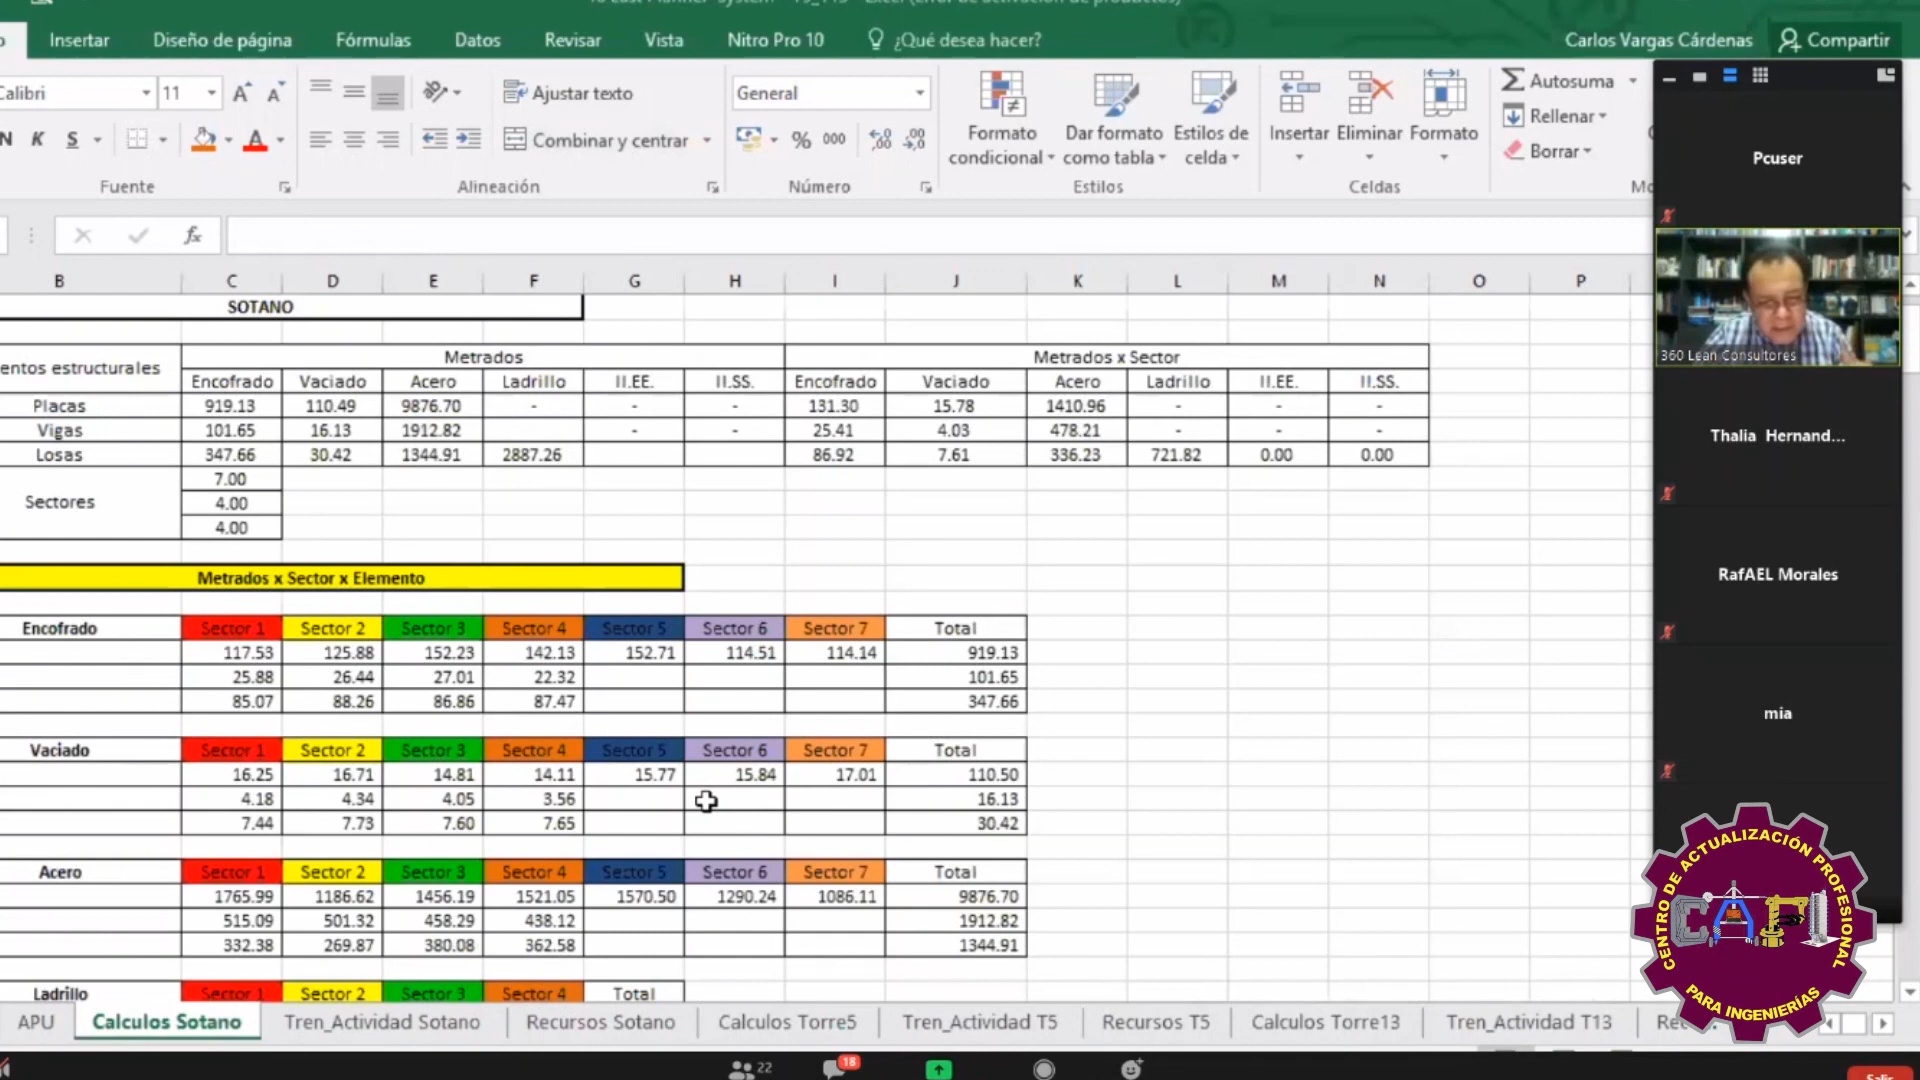 Insertar Diseño de página Fórmulas Datos Revisar Vista Nitro Pro 10 ¿Qué desea hacer? Carlos Vargas Cárdenas Compartir
Calibri 11 Ajustar texto General Autosuma
N K S Combinar y centrar % 000 Rellenar
Formato condicional Dar formato como tabla Estilos de celda Insertar Eliminar Formato Borrar
Fuente Alineación Número Estilos Celdas
fx
B C D E F G H I J K L M N O P
SOTANO
entos estructurales Metrados Metrados x Sector
Encofrado Vaciado Acero Ladrillo II.EE. II.SS. Encofrado Vaciado Acero Ladrillo II.EE. II.SS.
Placas 919.13 110.49 9876.70 - - - 131.30 15.78 1410.96 - - -
Vigas 101.65 16.13 1912.82 - - 25.41 4.03 478.21 - - -
Losas 347.66 30.42 1344.91 2887.26 86.92 7.61 336.23 721.82 0.00 0.00
Sectores 7.00
4.00
4.00
Metrados x Sector x Elemento
Encofrado Sector 1 Sector 2 Sector 3 Sector 4 Sector 5 Sector 6 Sector 7 Total
117.53 125.88 152.23 142.13 152.71 114.51 114.14 919.13
25.88 26.44 27.01 22.32 101.65
85.07 88.26 86.86 87.47 347.66
Vaciado Sector 1 Sector 2 Sector 3 Sector 4 Sector 5 Sector 6 Sector 7 Total
16.25 16.71 14.81 14.11 15.77 15.84 17.01 110.50
4.18 4.34 4.05 3.56 16.13
7.44 7.73 7.60 7.65 30.42
Acero Sector 1 Sector 2 Sector 3 Sector 4 Sector 5 Sector 6 Sector 7 Total
1765.99 1186.62 1456.19 1521.05 1570.50 1290.24 1086.11 9876.70
515.09 501.32 458.29 438.12 1912.82
332.38 269.87 380.08 362.58 1344.91
Ladrillo Sector 1 Sector 2 Sector 3 Sector 4 Total
APU Calculos Sotano Tren_Actividad Sotano Recursos Sotano Calculos Torre5 Tren_Actividad T5 Recursos T5 Calculos Torre13 Tren_Actividad T13
22 18 Salir
Pcuser
360 Lean Consultores
Thalia Hernand...
RafAEL Morales
mia
CENTRO DE ACTUALIZACIÓN PROFESIONAL
CAPI
PARA INGENIERÍAS